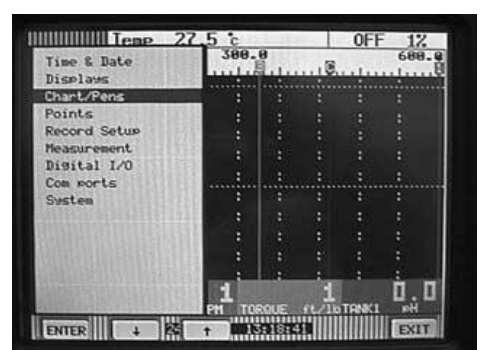 Temp 27.5 °c OFF 1%
Time & Date
Displays
Chart/Pens
Points
Record Setup
Measurement
Digital I/O
Com ports
System
300.0 600.0
1 1 0.0
PM TORQUE ft/lb TANK1 pH
ENTER ↓ ↑ 13:18:41 EXIT